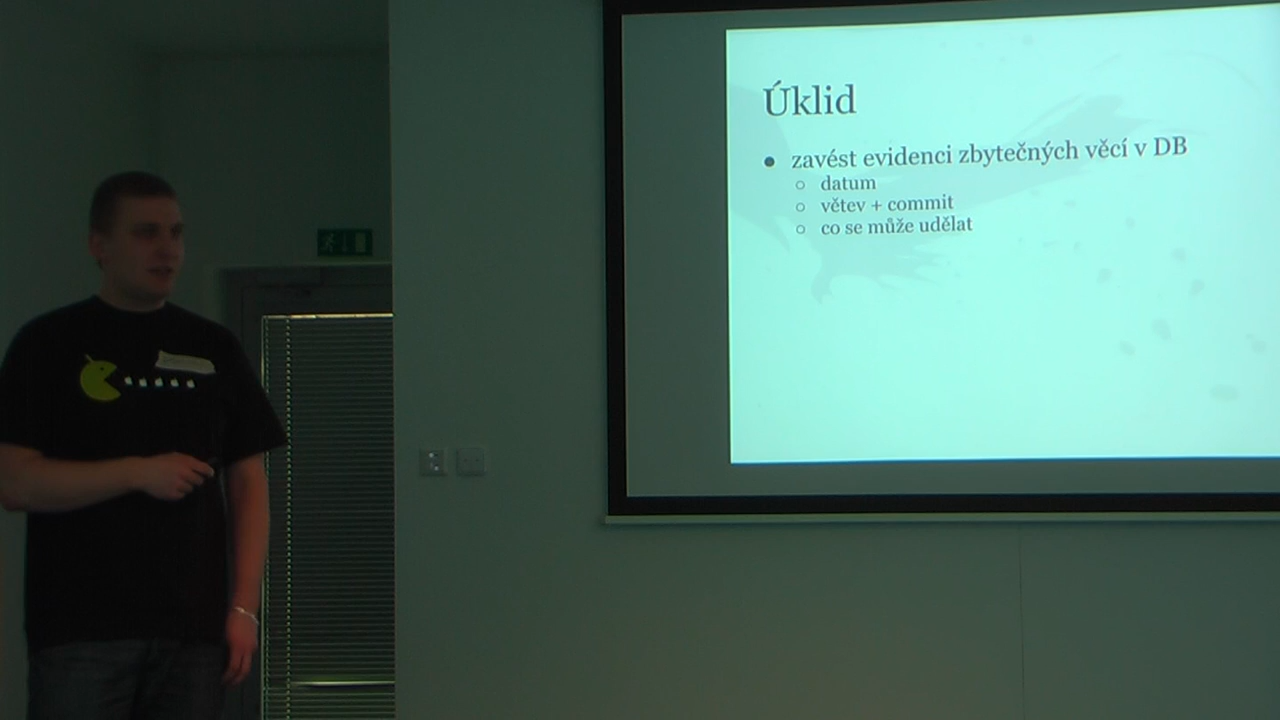 Úklid
zavést evidenci zbytečných věcí v DB
datum
větev + commit
co se může udělat